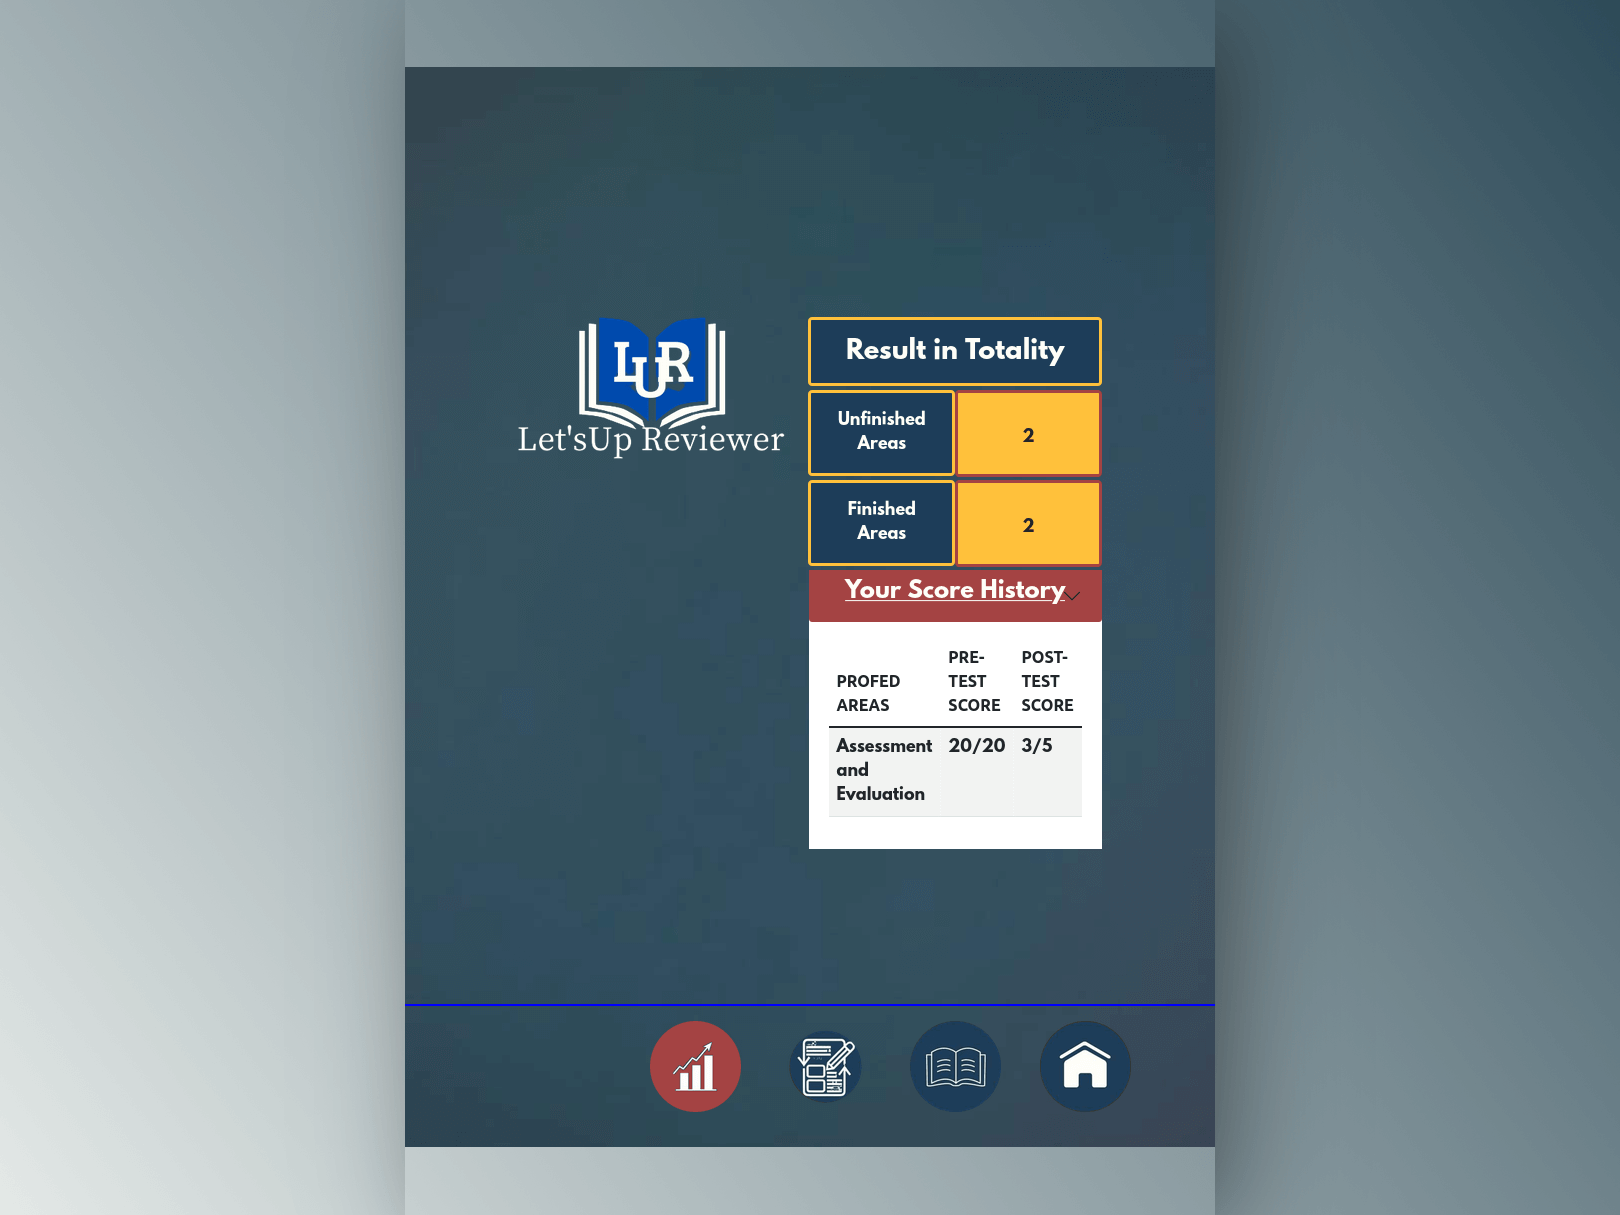 LUR
Let'sUp Reviewer
Result in Totality
Unfinished
Areas
2
Finished
Areas
2
Your Score History
PROFED
AREAS
PRE-
TEST
SCORE
POST-
TEST
SCORE
Assessment
and
Evaluation
20/20
3/5